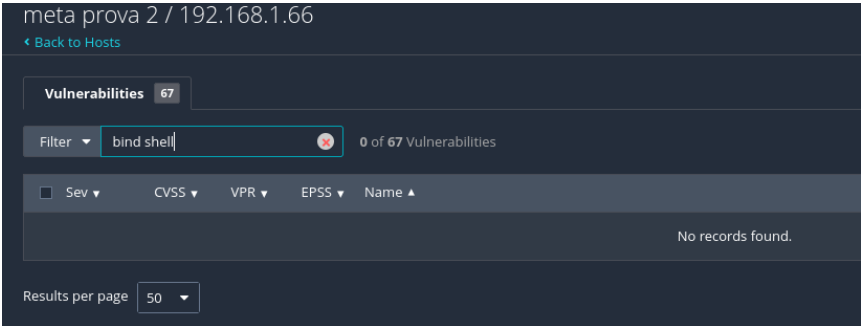 meta prova 2 / 192.168.1.66
Back to Hosts
Vulnerabilities 67
Filter bind shell 0 of 67 Vulnerabilities
Sev CVSS VPR EPSS Name
No records found.
Results per page 50